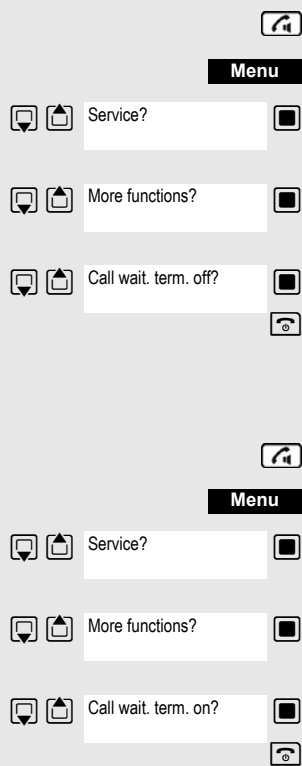 Menu
Service?
More functions?
Call wait. term. off?
Menu
Service?
More functions?
Call wait. term. on?